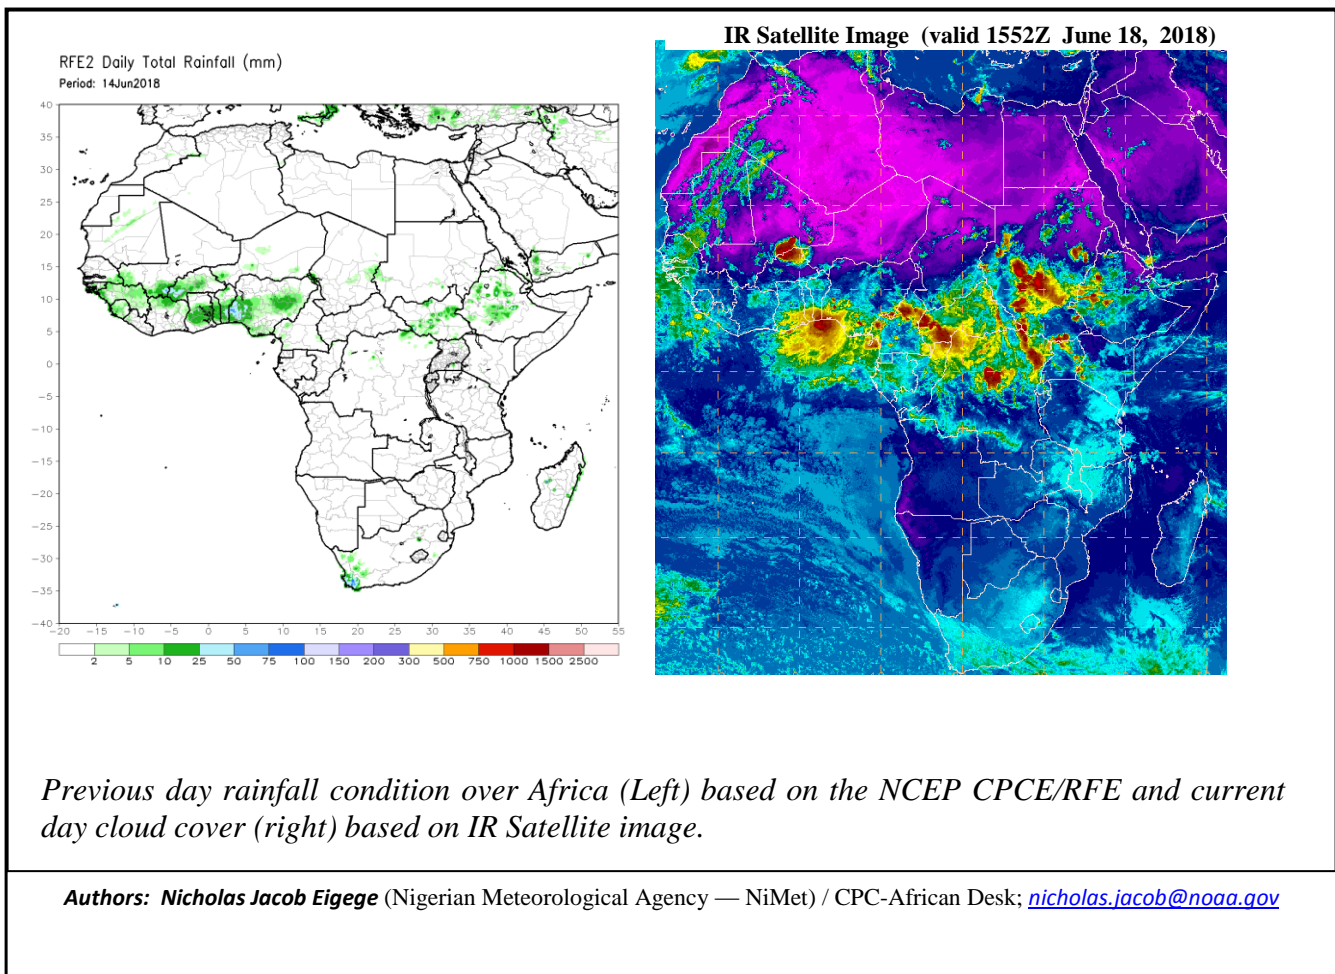 IR Satellite Image (valid 1552Z June 18, 2018)
RFE2 Daily Total Rainfall (mm)
Period: 14Jun2018
40
35
30
25
20
15
10
5
0
−5
−10
−15
−20
−25
−30
−35
−40
−20 −15 −10 −5 0 5 10 15 20 25 30 35 40 45 50 55
2 5 10 25 50 75 100 150 200 300 500 750 1000 1500 2500
Previous day rainfall condition over Africa (Left) based on the NCEP CPCE/RFE and current
day cloud cover (right) based on IR Satellite image.
Authors: Nicholas Jacob Eigege (Nigerian Meteorological Agency — NiMet) / CPC-African Desk; nicholas.jacob@noaa.gov